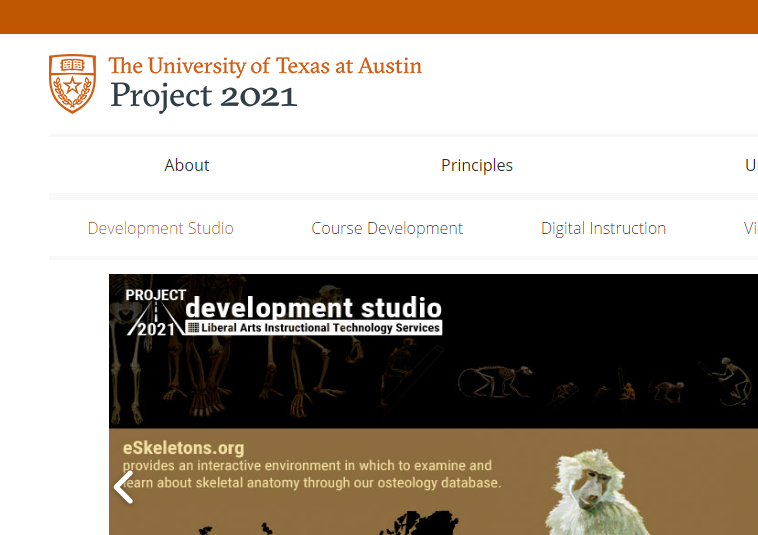 The University of Texas at Austin
Project 2021
About Principles
Development Studio Course Development Digital Instruction
PROJECT
2021
development studio
Liberal Arts Instructional Technology Services
eSkeletons.org
provides an interactive environment in which to examine and
learn about skeletal anatomy through our osteology database.